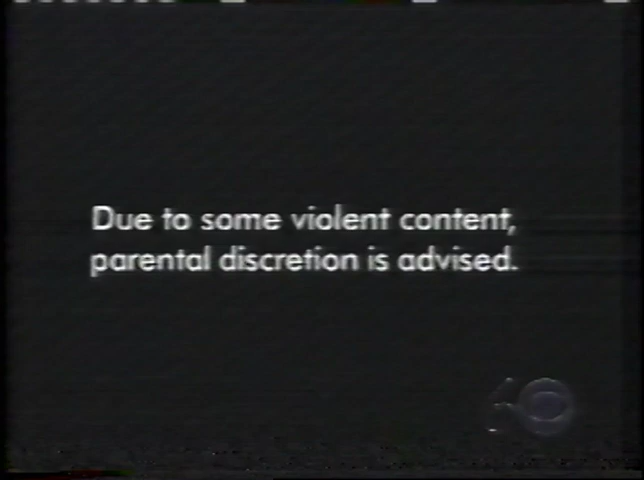 Due to some violent content,
parental discretion is advised.